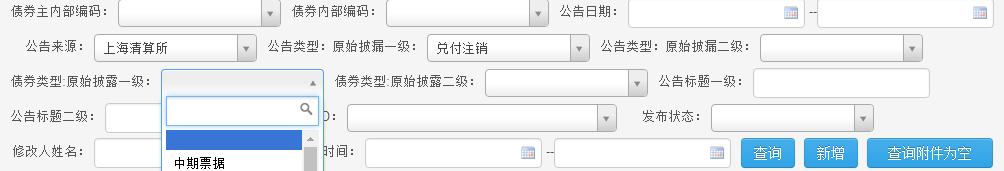 债券主内部编码： 债券内部编码： 公告日期： --
公告来源： 上海清算所 公告类型：原始披漏一级： 兑付注销 公告类型：原始披漏二级：
债券类型:原始披露一级： 债券类型:原始披露二级： 公告标题一级：
公告标题二级： D： 发布状态：
修改人姓名： 时间： -- 查询 新增 查询附件为空
中期票据